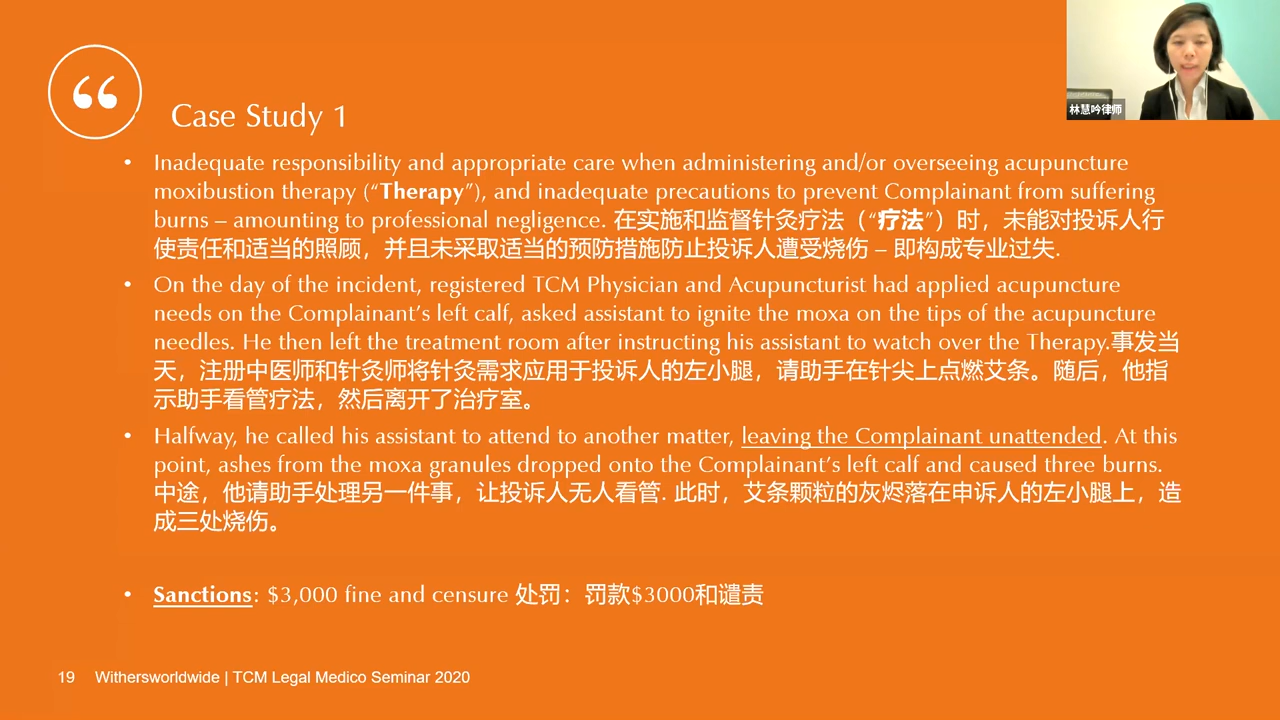 “
Case Study 1
林慧吟律师
• Inadequate responsibility and appropriate care when administering and/or overseeing acupuncture
moxibustion therapy (“Therapy”), and inadequate precautions to prevent Complainant from suffering
burns – amounting to professional negligence. 在实施和监督针灸疗法（“疗法”）时，未能对投诉人行
使责任和适当的照顾，并且未采取适当的预防措施防止投诉人遭受烧伤 – 即构成专业过失.
• On the day of the incident, registered TCM Physician and Acupuncturist had applied acupuncture
needs on the Complainant’s left calf, asked assistant to ignite the moxa on the tips of the acupuncture
needles. He then left the treatment room after instructing his assistant to watch over the Therapy.事发当
天，注册中医师和针灸师将针灸需求应用于投诉人的左小腿，请助手在针尖上点燃艾条。随后，他指
示助手看管疗法，然后离开了治疗室。
• Halfway, he called his assistant to attend to another matter, leaving the Complainant unattended. At this
point, ashes from the moxa granules dropped onto the Complainant’s left calf and caused three burns.
中途，他请助手处理另一件事，让投诉人无人看管. 此时，艾条颗粒的灰烬落在申诉人的左小腿上，造
成三处烧伤。
• Sanctions: $3,000 fine and censure 处罚：罚款$3000和谴责
19 Withersworldwide | TCM Legal Medico Seminar 2020